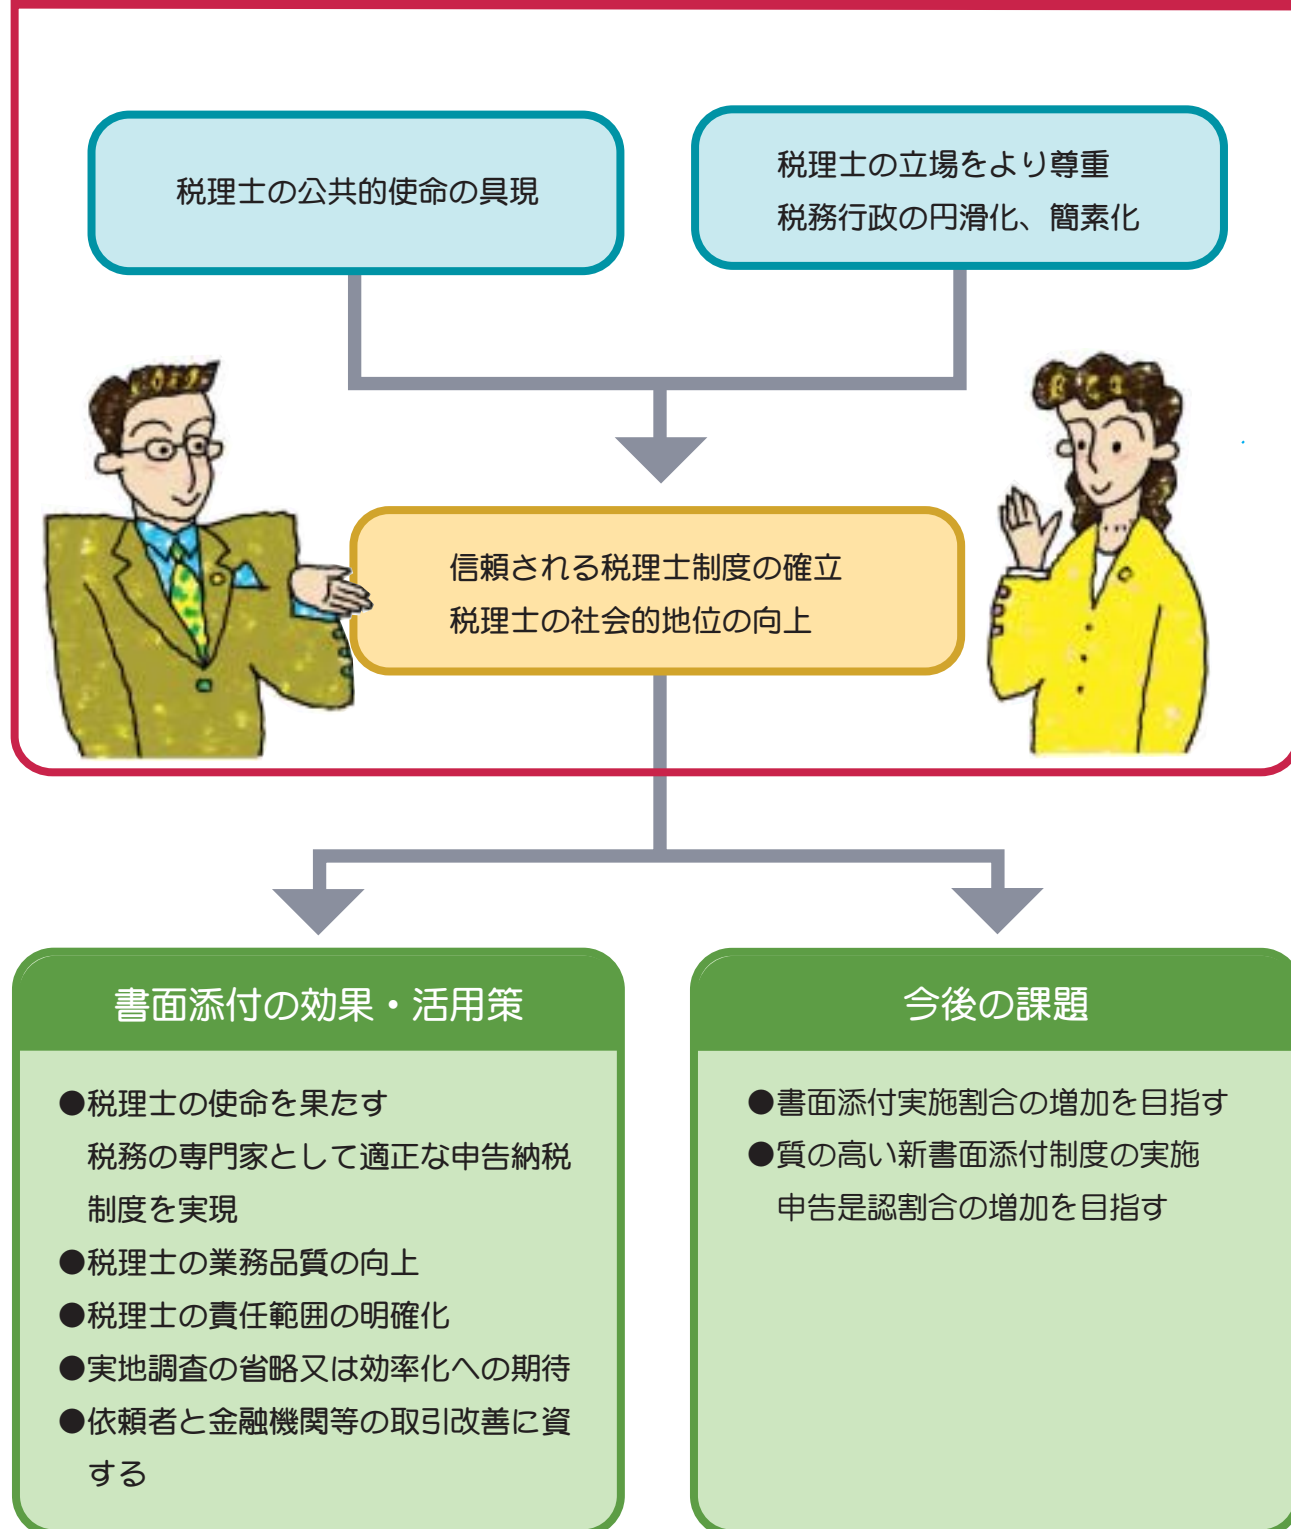 税理士の公共的使命の具現
税理士の立場をより尊重
税務行政の円滑化、簡素化
信頼される税理士制度の確立
税理士の社会的地位の向上
書面添付の効果・活用策
●税理士の使命を果たす
税務の専門家として適正な申告納税
制度を実現
●税理士の業務品質の向上
●税理士の責任範囲の明確化
●実地調査の省略又は効率化への期待
●依頼者と金融機関等の取引改善に資
する
今後の課題
●書面添付実施割合の増加を目指す
●質の高い新書面添付制度の実施
申告是認割合の増加を目指す